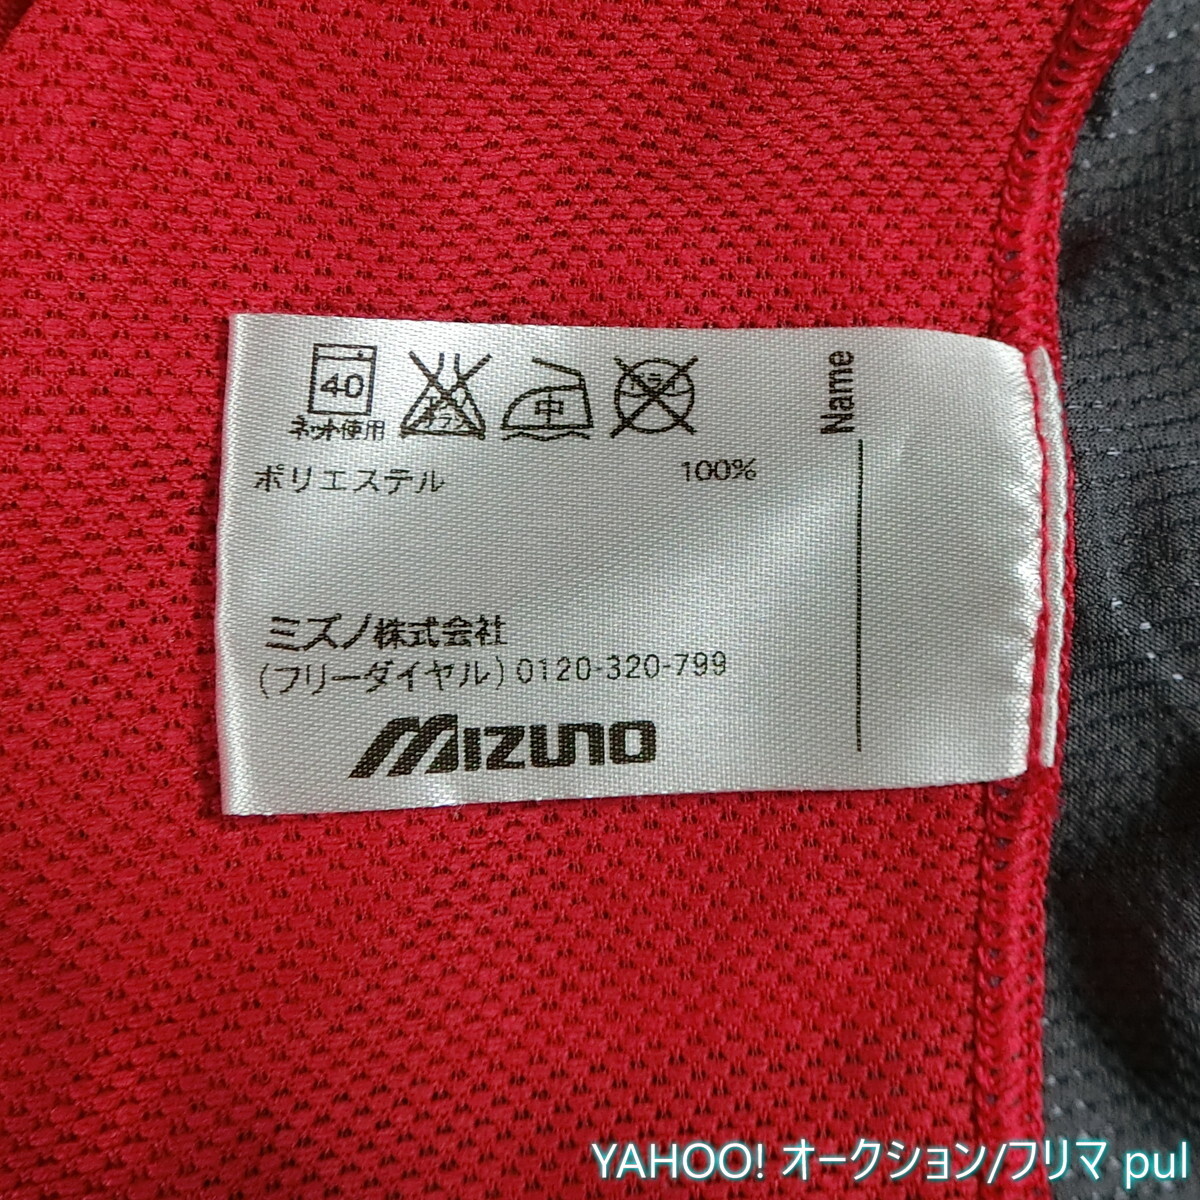 40
ネット使用
中
ポリエステル 100%
Name
ミズノ株式会社
(フリーダイヤル) 0120-320-799
MIZUNO
YAHOO! オークション/フリマ pul